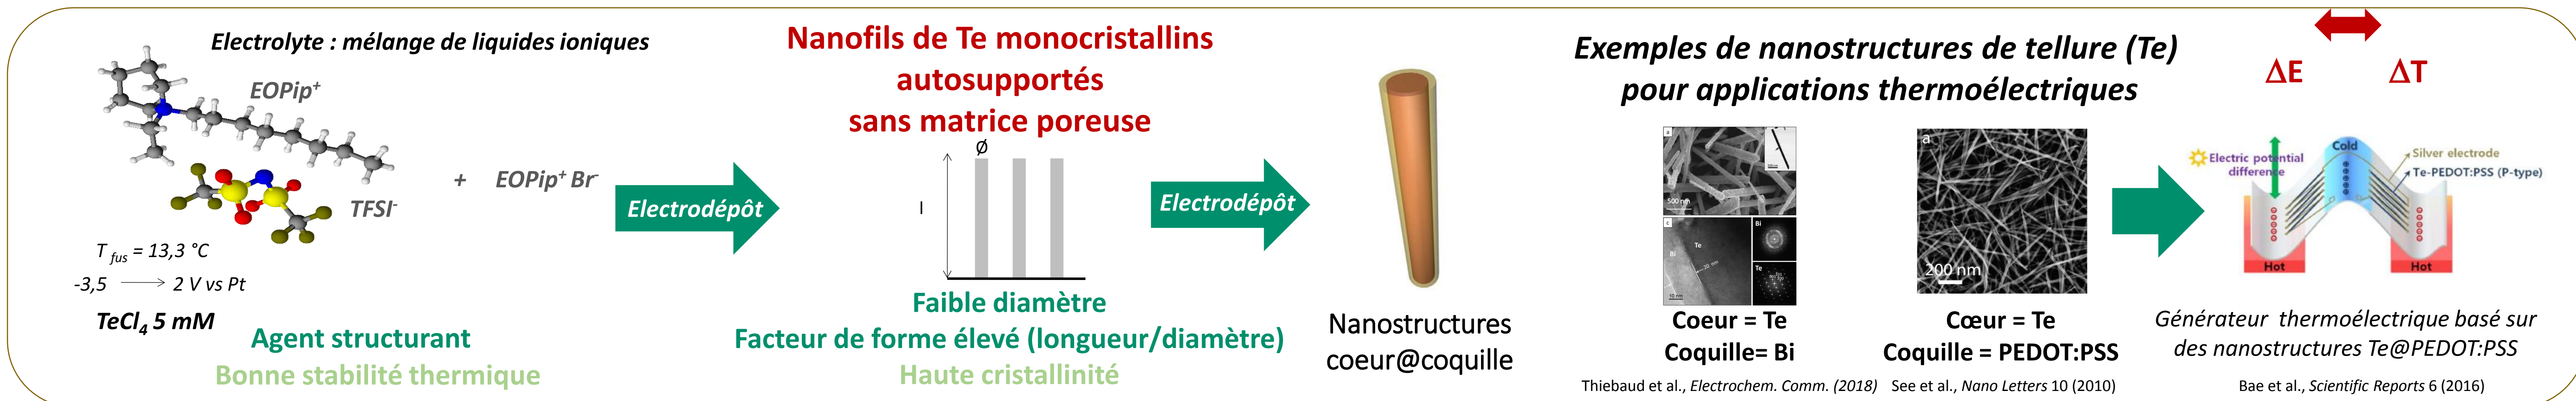 Electrolyte : mélange de liquides ioniques
EOPip+
+ EOPip+ Br-
TFSI-
T fus = 13,3 °C
-3,5 ⟶ 2 V vs Pt
TeCl4 5 mM
Agent structurant
Bonne stabilité thermique
Electrodépôt
Nanofils de Te monocristallins
autosupportés
sans matrice poreuse
Ø
l
Faible diamètre
Facteur de forme élevé (longueur/diamètre)
Haute cristallinité
Electrodépôt
Nanostructures
coeur@coquille
Exemples de nanostructures de tellure (Te)
pour applications thermoélectriques
a
500 nm
c
Te
Bi
20 nm
10 nm
Bi
Te
Coeur = Te
Coquille= Bi
Thiebaud et al., Electrochem. Comm. (2018)
a
200 nm
Cœur = Te
Coquille = PEDOT:PSS
See et al., Nano Letters 10 (2010)
ΔE
ΔT
Electric potential
difference
Cold
Silver electrode
Te-PEDOT:PSS (P-type)
Hot
Hot
Générateur thermoélectrique basé sur
des nanostructures Te@PEDOT:PSS
Bae et al., Scientific Reports 6 (2016)